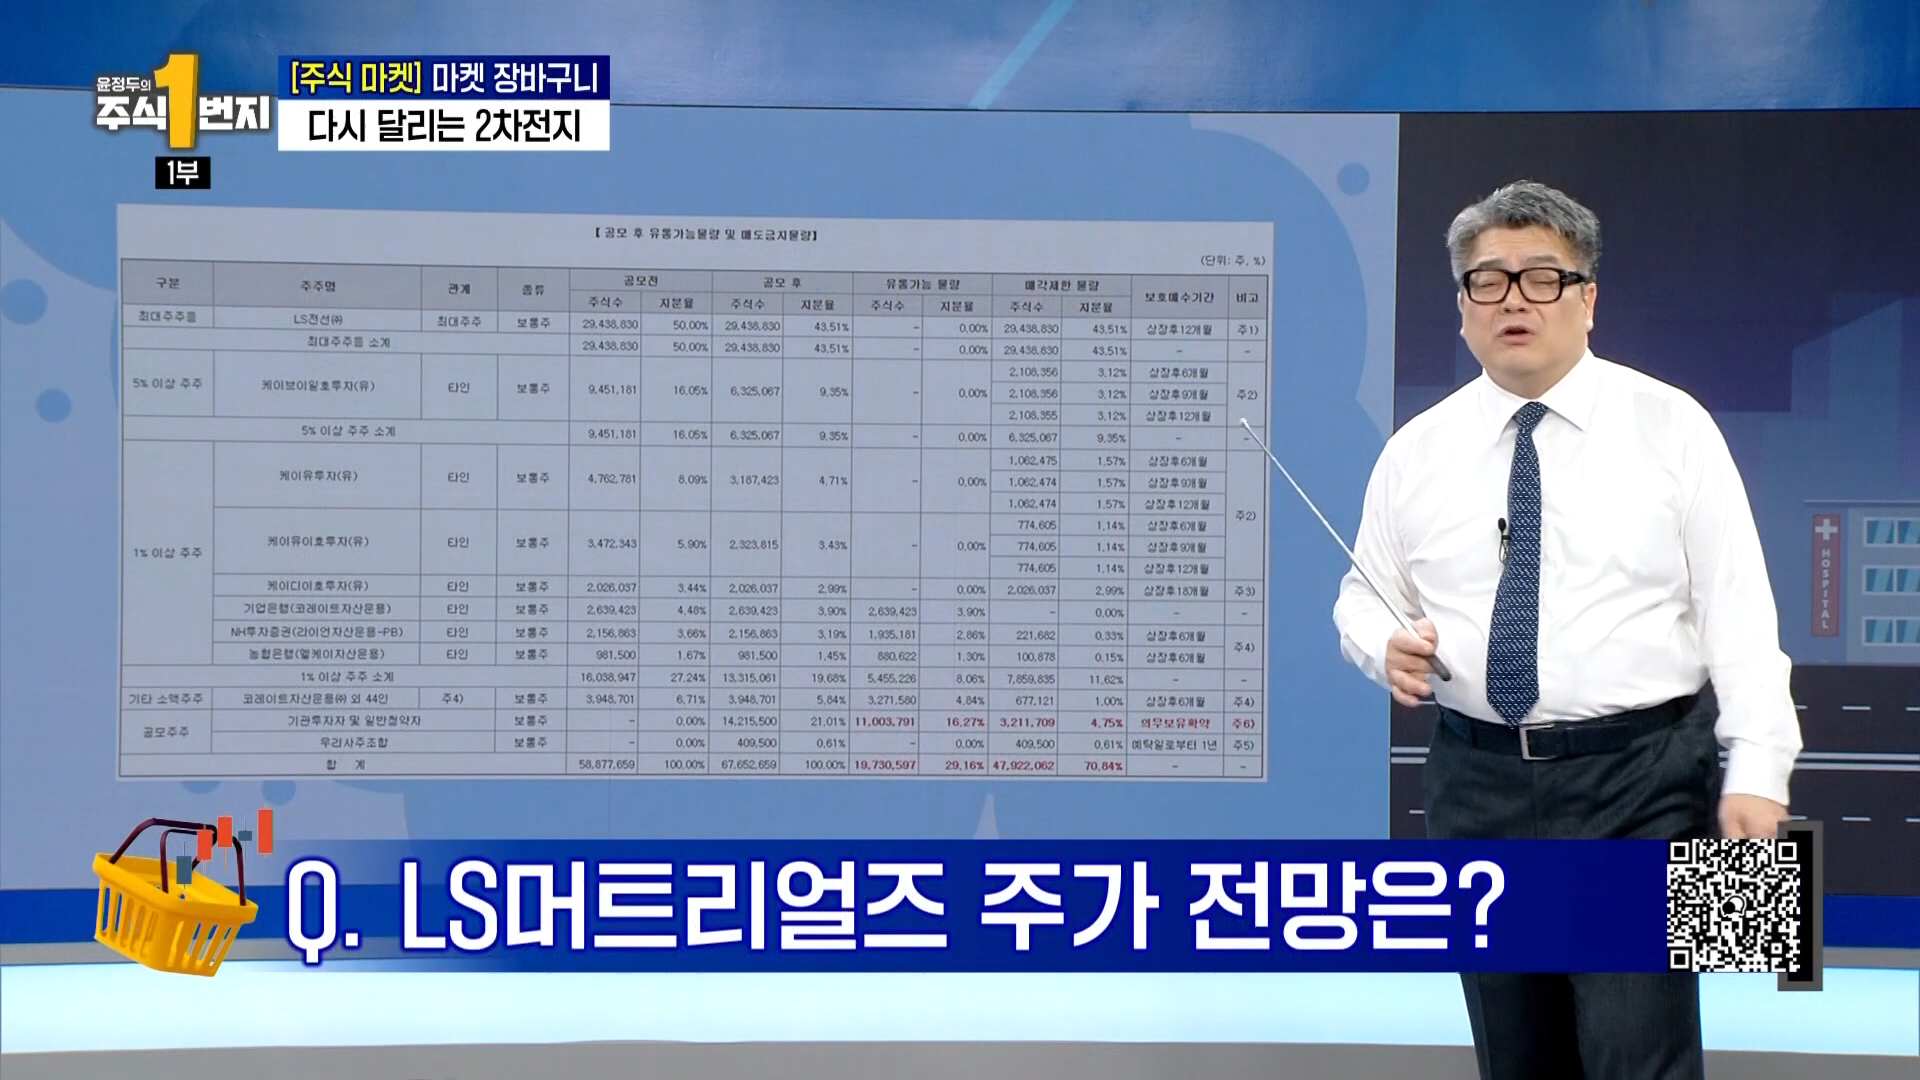 윤정두의
주식1번지
1부
[주식 마켓] 마켓 장바구니
다시 달리는 2차전지
【 공모 후 유통가능물량 및 매도금지물량】
(단위: 주, %)
구분 주주명 관계 종류 공모전 공모 후 유통가능 물량 매각제한 물량 보호예수기간 비고
주식수 지분율 주식수 지분율 주식수 지분율 주식수 지분율
최대주주등 LS전선㈜ 최대주주 보통주 29,438,830 50.00% 29,438,830 43.51% - 0.00% 29,438,830 43.51% 상장후12개월 주1)
최대주주등 소계 29,438,830 50.00% 29,438,830 43.51% - 0.00% 29,438,830 43.51% - -
5% 이상 주주 케이브이일호투자(유) 타인 보통주 9,451,181 16.05% 6,325,067 9.35% - 0.00% 2,108,356 3.12% 상장후6개월 주2)
2,108,356 3.12% 상장후9개월
2,108,355 3.12% 상장후12개월
5% 이상 주주 소계 9,451,181 16.05% 6,325,067 9.35% - 0.00% 6,325,067 9.35% - -
1% 이상 주주 케이유투자(유) 타인 보통주 4,762,781 8.09% 3,187,423 4.71% - 0.00% 1,062,475 1.57% 상장후6개월 주2)
1,062,474 1.57% 상장후9개월
1,062,474 1.57% 상장후12개월
케이유이호투자(유) 타인 보통주 3,472,343 5.90% 2,323,815 3.43% - 0.00% 774,605 1.14% 상장후6개월
774,605 1.14% 상장후9개월
774,605 1.14% 상장후12개월
케이디이호투자(유) 타인 보통주 2,026,037 3.44% 2,026,037 2.99% - 0.00% 2,026,037 2.99% 상장후18개월 주3)
기업은행(코레이트자산운용) 타인 보통주 2,639,423 4.48% 2,639,423 3.90% 2,639,423 3.90% - 0.00% - -
NH투자증권(라이언자산운용-PB) 타인 보통주 2,156,863 3.66% 2,156,863 3.19% 1,935,181 2.86% 221,682 0.33% 상장후6개월 주4)
농협은행(엘케이자산운용) 타인 보통주 981,500 1.67% 981,500 1.45% 880,622 1.30% 100,878 0.15% 상장후6개월
1% 이상 주주 소계 16,038,947 27.24% 13,315,061 19.68% 5,455,226 8.06% 7,859,835 11.62% - -
기타 소액주주 코레이트자산운용㈜ 외 44인 주4) 보통주 3,948,701 6.71% 3,948,701 5.84% 3,271,580 4.84% 677,121 1.00% 상장후6개월 주4)
공모주주 기관투자자 및 일반청약자 보통주 - 0.00% 14,215,500 21.01% 11,003,791 16.27% 3,211,709 4.75% 의무보유확약 주6)
우리사주조합 보통주 - 0.00% 409,500 0.61% - 0.00% 409,500 0.61% 예탁일로부터 1년 주5)
합 계 58,877,659 100.00% 67,652,659 100.00% 19,730,597 29.16% 47,922,062 70.84% - -
HOSPITAL
Q. LS머트리얼즈 주가 전망은?